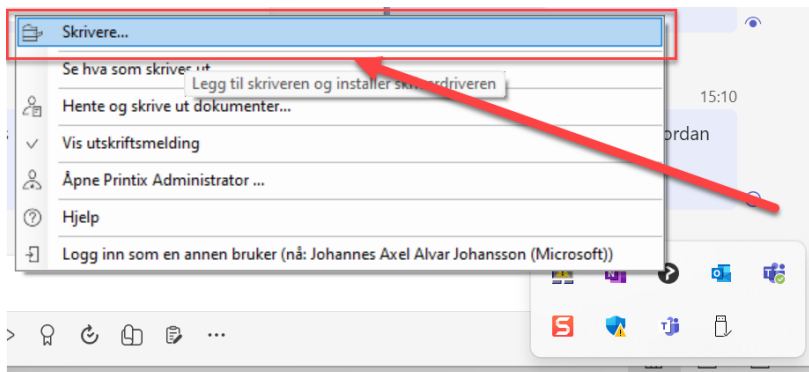 Skrivere...
Se hva som skrives ut
Legg til skriveren og installer skriverdriveren
15:10
Hente og skrive ut dokumenter...
ordan
Vis utskriftsmelding
Åpne Printix Administrator ...
Hjelp
Logg inn som en annen bruker (nå: Johannes Axel Alvar Johansson (Microsoft))